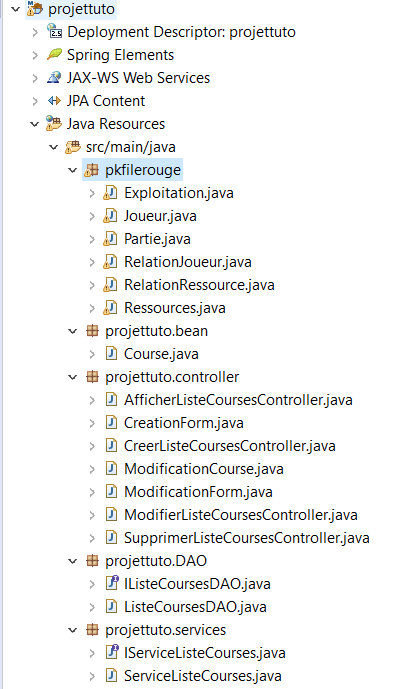 projettuto
Deployment Descriptor: projettuto
Spring Elements
JAX-WS Web Services
JPA Content
Java Resources
src/main/java
pkfilerouge
Exploitation.java
Joueur.java
Partie.java
RelationJoueur.java
RelationRessource.java
Ressources.java
projettuto.bean
Course.java
projettuto.controller
AfficherListeCoursesController.java
CreationForm.java
CreerListeCoursesController.java
ModificationCourse.java
ModificationForm.java
ModifierListeCoursesController.java
SupprimerListeCoursesController.java
projettuto.DAO
IListeCoursesDAO.java
ListeCoursesDAO.java
projettuto.services
IServiceListeCourses.java
ServiceListeCourses.java